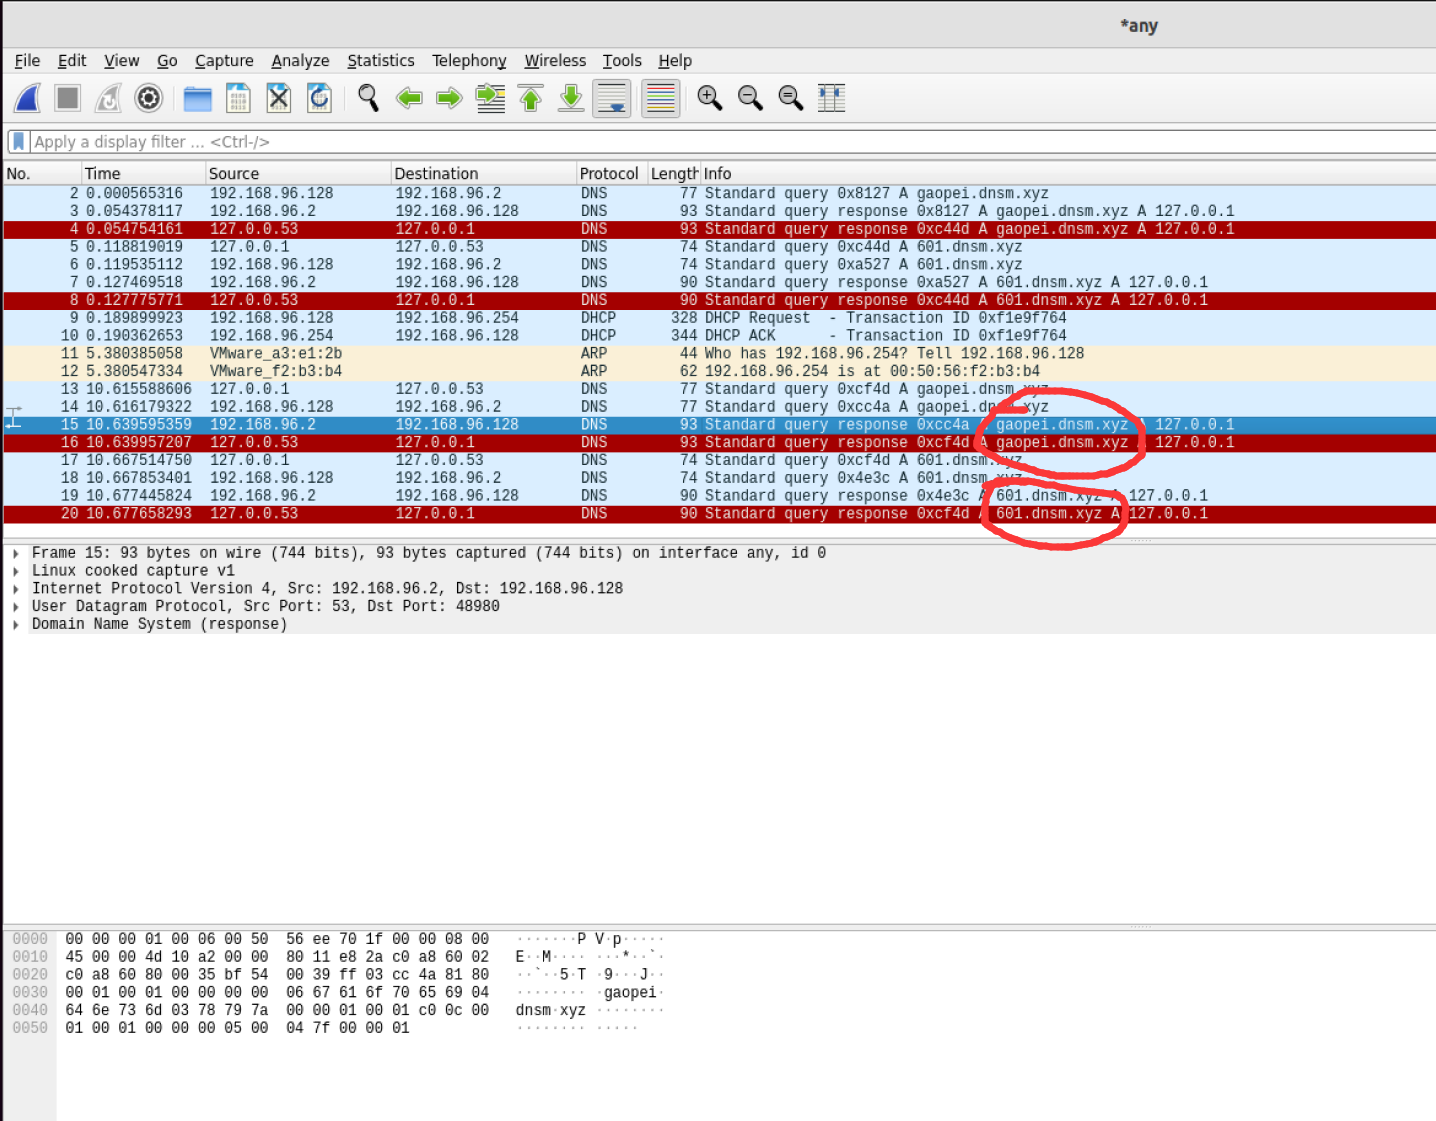 *any
File Edit View Go Capture Analyze Statistics Telephony Wireless Tools Help
Apply a display filter ... <Ctrl-/>
No. Time Source Destination Protocol Length Info
2 0.000565316 192.168.96.128 192.168.96.2 DNS 77 Standard query 0x8127 A gaopei.dnsm.xyz
3 0.054378117 192.168.96.2 192.168.96.128 DNS 93 Standard query response 0x8127 A gaopei.dnsm.xyz A 127.0.0.1
4 0.054754161 127.0.0.53 127.0.0.1 DNS 93 Standard query response 0xc44d A gaopei.dnsm.xyz A 127.0.0.1
5 0.118819019 127.0.0.1 127.0.0.53 DNS 74 Standard query 0xc44d A 601.dnsm.xyz
6 0.119535112 192.168.96.128 192.168.96.2 DNS 74 Standard query 0xa527 A 601.dnsm.xyz
7 0.127469518 192.168.96.2 192.168.96.128 DNS 90 Standard query response 0xa527 A 601.dnsm.xyz A 127.0.0.1
8 0.127775771 127.0.0.53 127.0.0.1 DNS 90 Standard query response 0xc44d A 601.dnsm.xyz A 127.0.0.1
9 0.189899923 192.168.96.128 192.168.96.254 DHCP 328 DHCP Request - Transaction ID 0xf1e9f764
10 0.190362653 192.168.96.254 192.168.96.128 DHCP 344 DHCP ACK - Transaction ID 0xf1e9f764
11 5.380385058 VMware_a3:e1:2b ARP 44 Who has 192.168.96.254? Tell 192.168.96.128
12 5.380547334 VMware_f2:b3:b4 ARP 62 192.168.96.254 is at 00:50:56:f2:b3:b4
13 10.615588606 127.0.0.1 127.0.0.53 DNS 77 Standard query 0xcf4d A gaopei.dnsm.xyz
14 10.616179322 192.168.96.128 192.168.96.2 DNS 77 Standard query 0xcc4a A gaopei.dnsm.xyz
15 10.639595359 192.168.96.2 192.168.96.128 DNS 93 Standard query response 0xcc4a A gaopei.dnsm.xyz A 127.0.0.1
16 10.639957207 127.0.0.53 127.0.0.1 DNS 93 Standard query response 0xcf4d A gaopei.dnsm.xyz A 127.0.0.1
17 10.667514750 127.0.0.1 127.0.0.53 DNS 74 Standard query 0xcf4d A 601.dnsm.xyz
18 10.667853401 192.168.96.128 192.168.96.2 DNS 74 Standard query 0x4e3c A 601.dnsm.xyz
19 10.677445824 192.168.96.2 192.168.96.128 DNS 90 Standard query response 0x4e3c A 601.dnsm.xyz A 127.0.0.1
20 10.677658293 127.0.0.53 127.0.0.1 DNS 90 Standard query response 0xcf4d A 601.dnsm.xyz A 127.0.0.1
Frame 15: 93 bytes on wire (744 bits), 93 bytes captured (744 bits) on interface any, id 0
Linux cooked capture v1
Internet Protocol Version 4, Src: 192.168.96.2, Dst: 192.168.96.128
User Datagram Protocol, Src Port: 53, Dst Port: 48980
Domain Name System (response)
0000 00 00 00 01 00 06 00 50 56 ee 70 1f 00 00 08 00 ·······P V·p·····
0010 45 00 00 4d 10 a2 00 00 80 11 e8 2a c0 a8 60 02 E··M···· ···*··`·
0020 c0 a8 60 80 00 35 bf 54 00 39 ff 03 cc 4a 81 80 ··`··5·T ·9···J··
0030 00 01 00 01 00 00 00 00 06 67 61 6f 70 65 69 04 ········ ·gaopei·
0040 64 6e 73 6d 03 78 79 7a 00 00 01 00 01 c0 0c 00 dnsm·xyz ········
0050 01 00 01 00 00 00 05 00 04 7f 00 00 01 ········ ·····